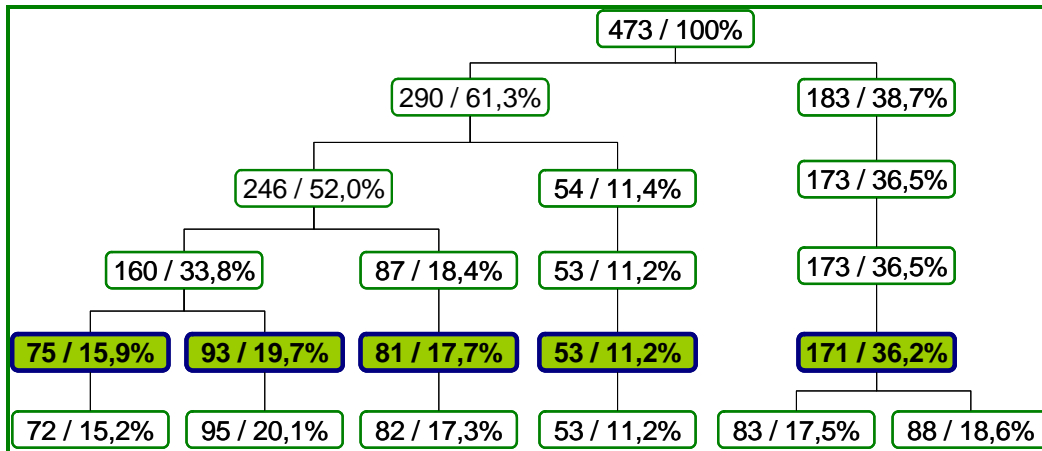 473 / 100%
290 / 61,3%
183 / 38,7%
246 / 52,0%
54 / 11,4%
173 / 36,5%
160 / 33,8%
87 / 18,4%
53 / 11,2%
173 / 36,5%
75 / 15,9%
93 / 19,7%
81 / 17,7%
53 / 11,2%
171 / 36,2%
72 / 15,2%
95 / 20,1%
82 / 17,3%
53 / 11,2%
83 / 17,5%
88 / 18,6%